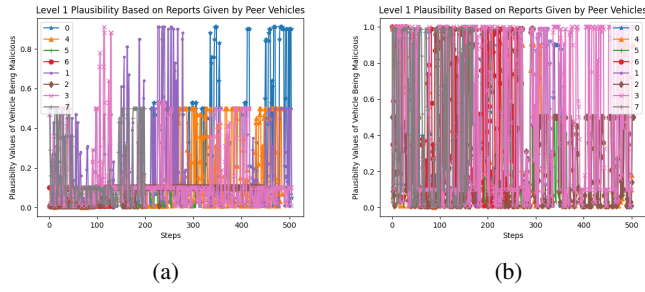 Level 1 Plausibility Based on Reports Given by Peer Vehicles
Plausibilty Values of Vehicle Being Malicious
0.8
0.6
0.4
0.2
0.0
0
4
5
6
1
2
3
7
0 100 200 300 400 500
Steps
(a)
Level 1 Plausibility Based on Reports Given by Peer Vehicles
Plausibilty Values of Vehicle Being Malicious
1.0
0.8
0.6
0.4
0.2
0.0
0
4
5
6
1
2
3
7
0 100 200 300 400 500
Steps
(b)